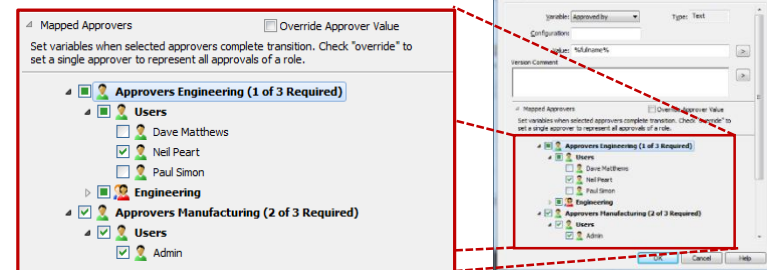 Mapped Approvers
Override Approver Value
Set variables when selected approvers complete transition. Check "override" to
set a single approver to represent all approvals of a role.
Approvers Engineering (1 of 3 Required)
Users
Dave Matthews
Neil Peart
Paul Simon
Engineering
Approvers Manufacturing (2 of 3 Required)
Users
Admin
Variable: Approved by Type: Text
Configuration:
Value: %fullname% >
Version Comment
>
Mapped Approvers
Override Approver Value
Set variables when selected approvers complete transition. Check "override" to
set a single approver to represent all approvals of a role.
Approvers Engineering (1 of 3 Required)
Users
Dave Matthews
Neil Peart
Paul Simon
Engineering
Approvers Manufacturing (2 of 3 Required)
Users
Admin
OK Cancel Help